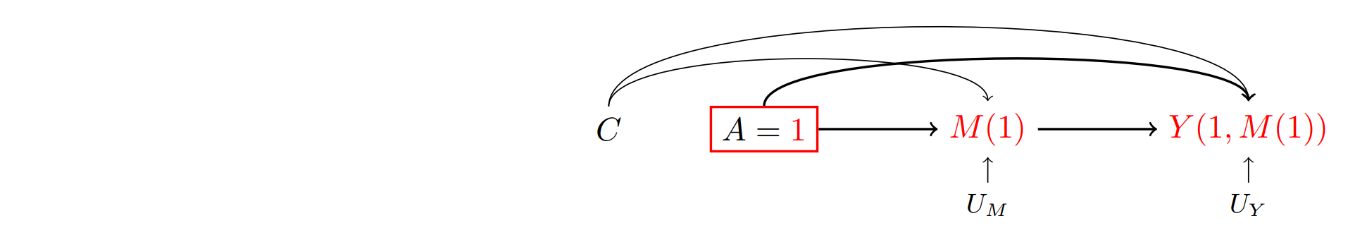 C A = 1 M(1) Y(1, M(1))
U_M U_Y